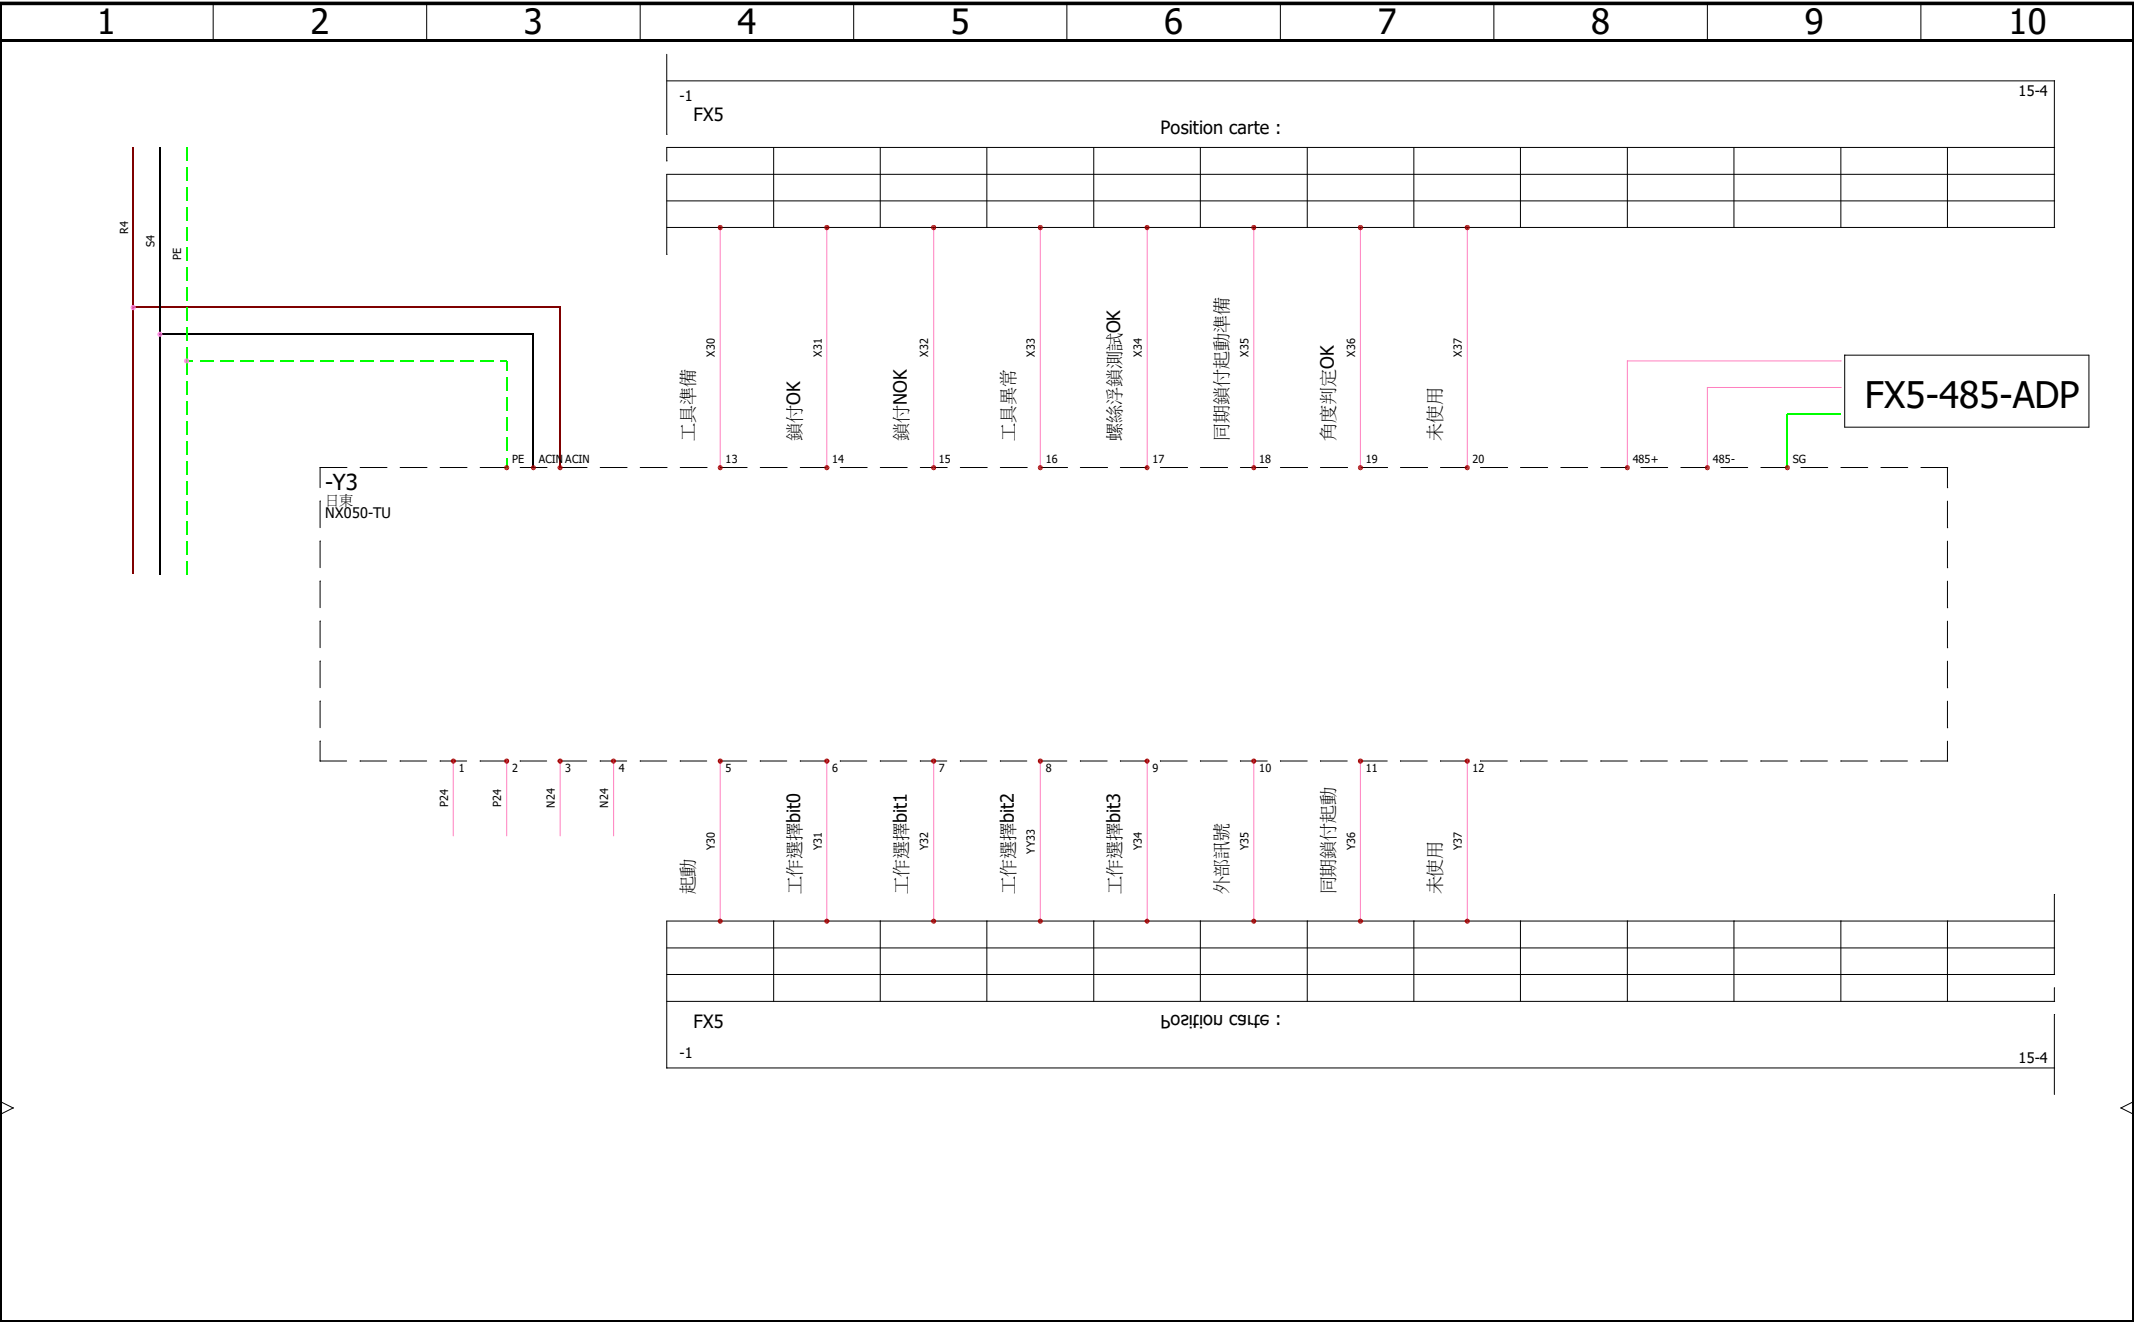 1 2 3 4 5 6 7 8 9 10
-1 15-4
FX5
Position carte :
R4
S4
PE
工具準備 X30
鎖付OK X31
鎖付NOK X32
工具異常 X33
螺絲浮鎖測試OK X34
同期鎖付起動準備 X35
角度判定OK X36
未使用 X37
FX5-485-ADP
PE ACIN ACIN 13 14 15 16 17 18 19 20 485+ 485- SG
-Y3
日東
NX050-TU
1 2 3 4 5 6 7 8 9 10 11 12
P24
P24
N24
N24
起動 Y30
工作選擇bit0 Y31
工作選擇bit1 Y32
工作選擇bit2 YY33
工作選擇bit3 Y34
外部訊號 Y35
同期鎖付起動 Y36
未使用 Y37
FX5 Position carte :
-1 15-4